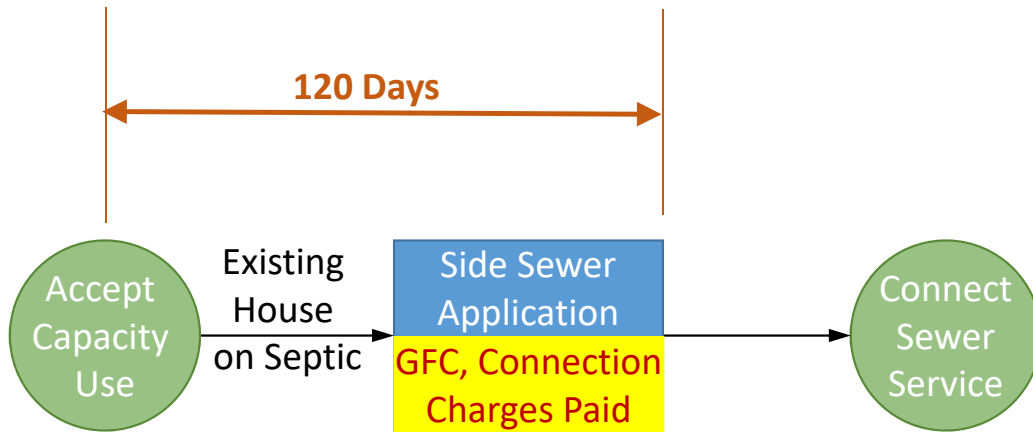 120 Days
Accept
Capacity
Use
Existing
House
on Septic
Side Sewer
Application
GFC, Connection
Charges Paid
Connect
Sewer
Service